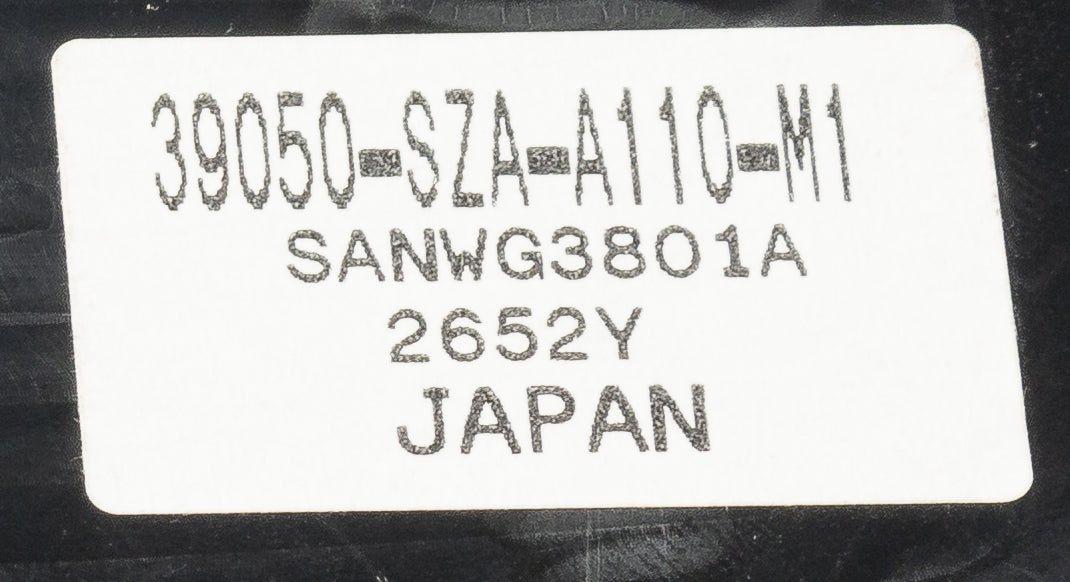 39050-SZA-A110-M1
SANWG3801A
2652Y
JAPAN